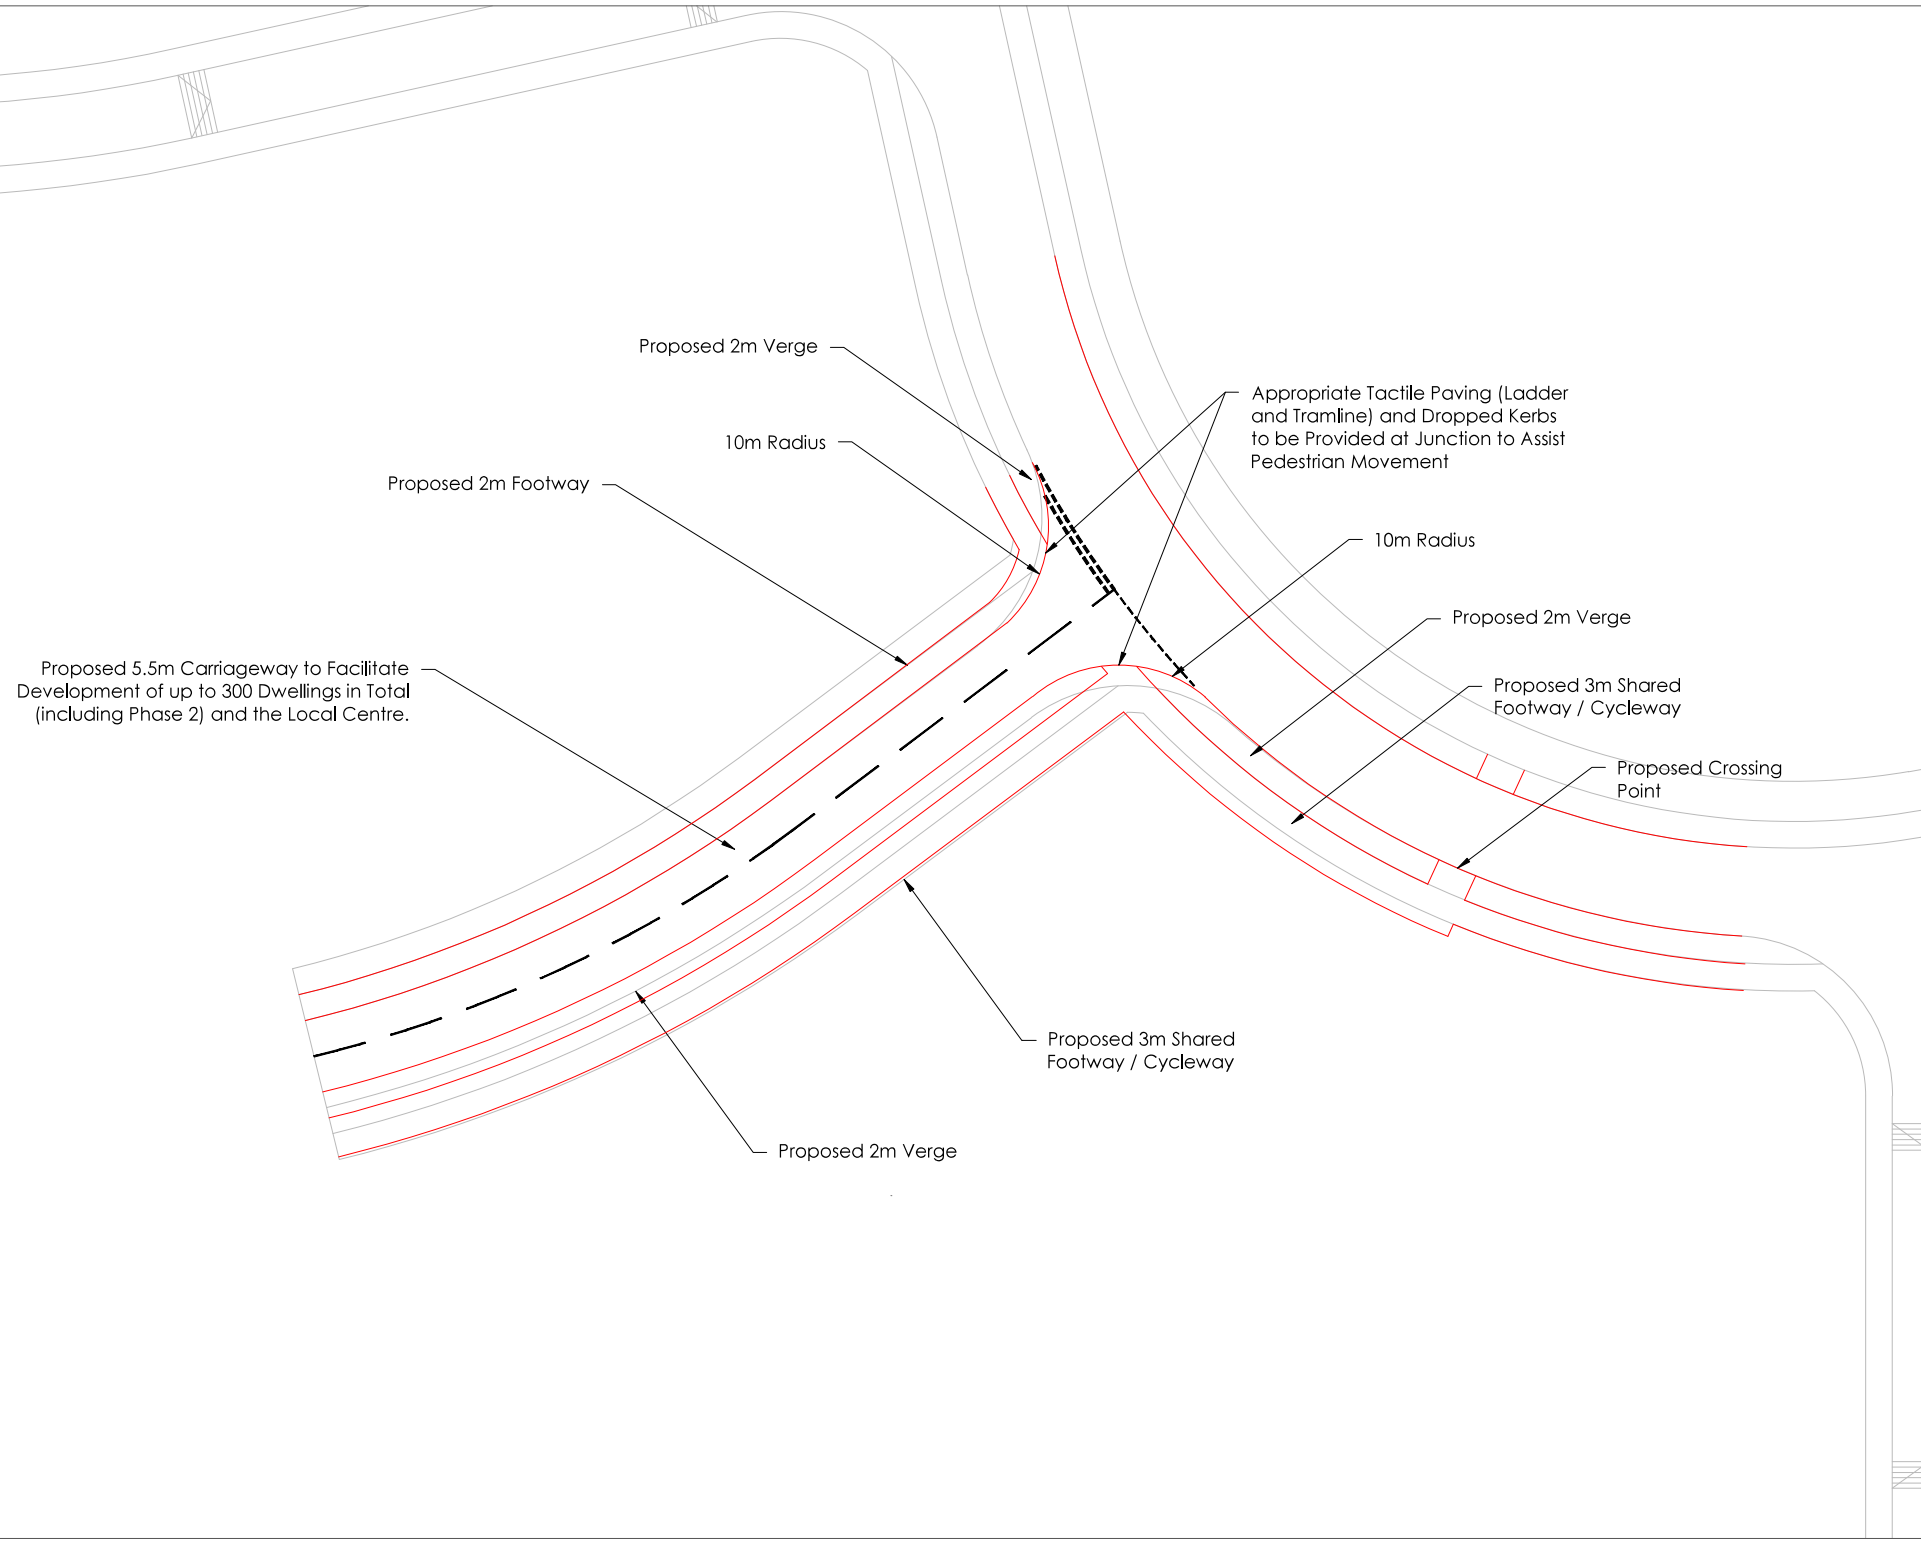 Proposed 2m Verge
Appropriate Tactile Paving (Ladder
and Tramline) and Dropped Kerbs
to be Provided at Junction to Assist
Pedestrian Movement
10m Radius
Proposed 2m Footway
10m Radius
Proposed 2m Verge
Proposed 5.5m Carriageway to Facilitate
Development of up to 300 Dwellings in Total
(including Phase 2) and the Local Centre.
Proposed 3m Shared
Footway / Cycleway
Proposed Crossing
Point
Proposed 3m Shared
Footway / Cycleway
Proposed 2m Verge